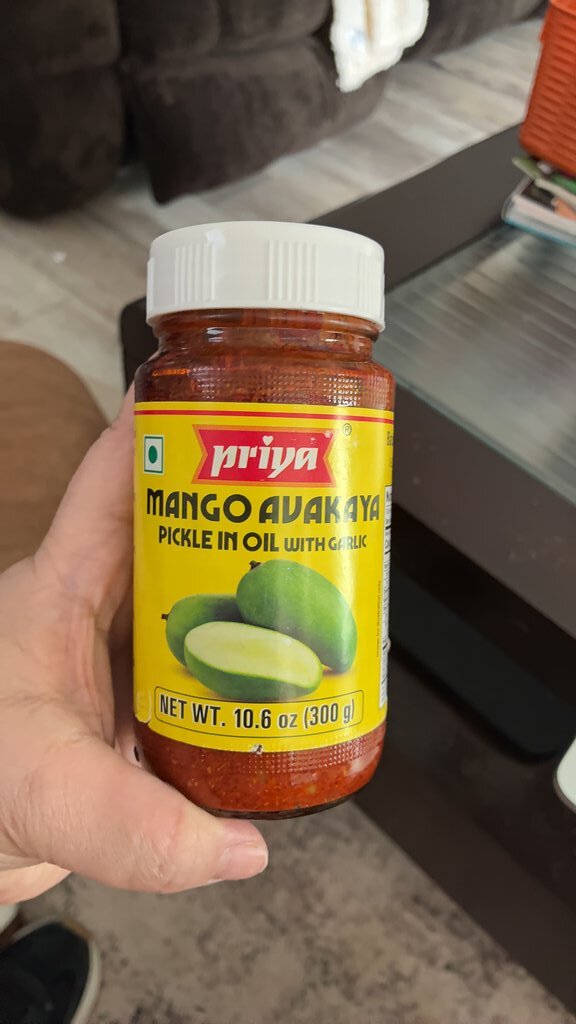 priya ®
MANGO AVAKAYA
PICKLE IN OIL WITH GARLIC
NET WT. 10.6 oz (300 g)